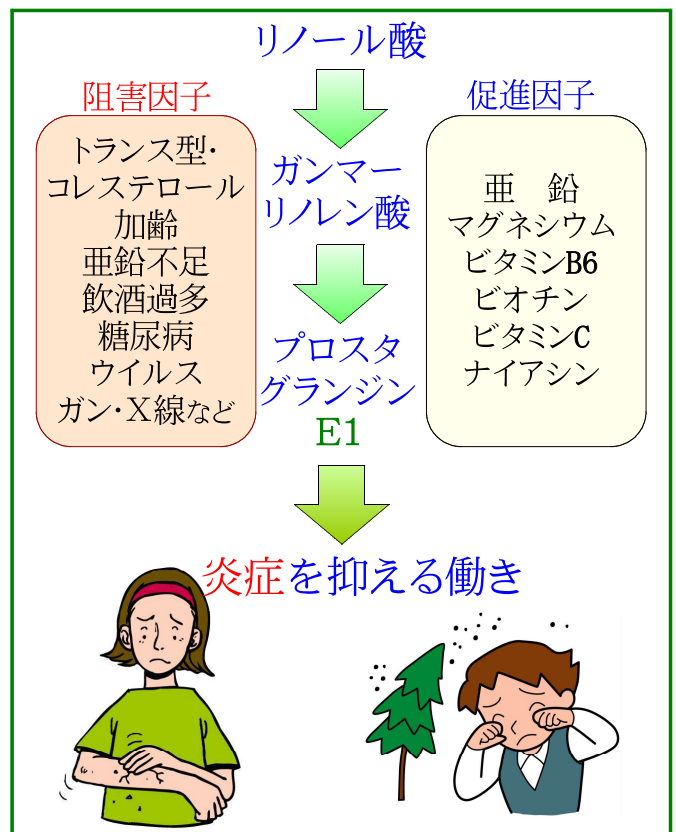 リノール酸
阻害因子
トランス型・
コレステロール
加齢
亜鉛不足
飲酒過多
糖尿病
ウイルス
ガン・X線など
ガンマー
リノレン酸
プロスタ
グランジン
E1
促進因子
亜　鉛
マグネシウム
ビタミンB6
ビオチン
ビタミンC
ナイアシン
炎症を抑える働き